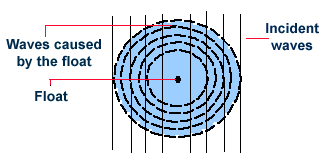 Waves caused
by the float
Float
Incident
waves